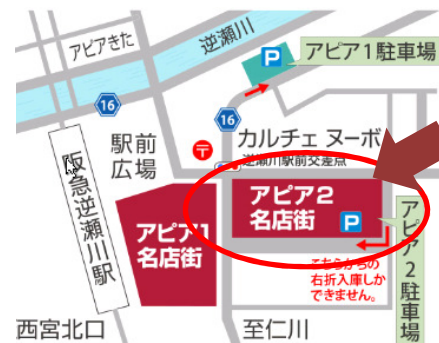 アピアきた
逆瀬川
P
アピア1駐車場
16
16
駅前
広場
〒
カルチェ ヌーボ
逆瀬川駅前交差点
阪急逆瀬川駅
アピア1
名店街
アピア2
名店街
P
アピア2駐車場
こちらからの
右折入庫しか
できません。
西宮北口
至仁川